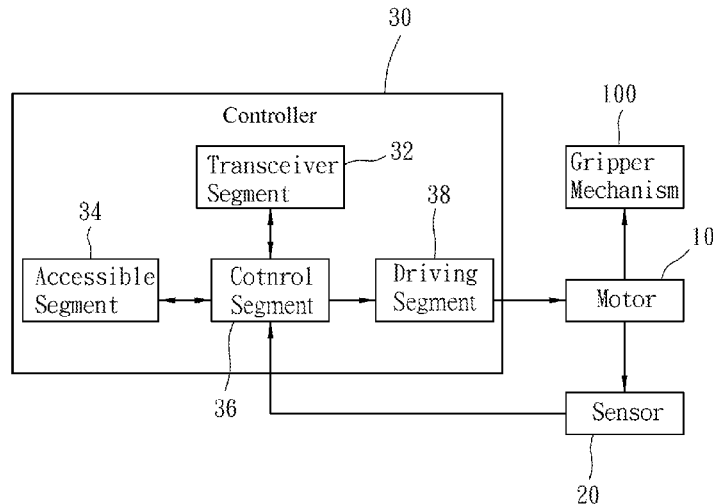 30
Controller
100
Transceiver
Segment
32
Gripper
Mechanism
34
38
10
Accessible
Segment
Cotnrol
Segment
Driving
Segment
Motor
36
Sensor
20